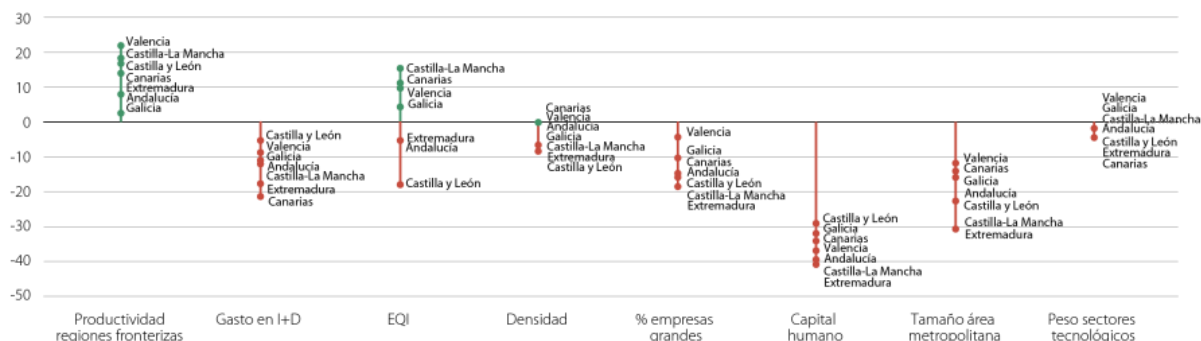 30
20
10
0
-10
-20
-30
-40
-50
Valencia
Castilla-La Mancha
Castilla y León
Canarias
Extremadura
Andalucía
Galicia
Castilla y León
Valencia
Galicia
Andalucía
Castilla-La Mancha
Extremadura
Canarias
Castilla-La Mancha
Canarias
Valencia
Galicia
Extremadura
Andalucía
Castilla y León
Canarias
Valencia
Andalucía
Galicia
Castilla-La Mancha
Extremadura
Castilla y León
Valencia
Galicia
Canarias
Andalucía
Castilla y León
Castilla-La Mancha
Extremadura
Castilla y León
Galicia
Canarias
Valencia
Andalucía
Castilla-La Mancha
Extremadura
Valencia
Canarias
Galicia
Andalucía
Castilla y León
Castilla-La Mancha
Extremadura
Valencia
Galicia
Castilla-La Mancha
Andalucía
Castilla y León
Extremadura
Canarias
Productividad
regiones fronterizas
Gasto en I+D
EQI
Densidad
% empresas
grandes
Capital
humano
Tamaño área
metropolitana
Peso sectores
tecnológicos